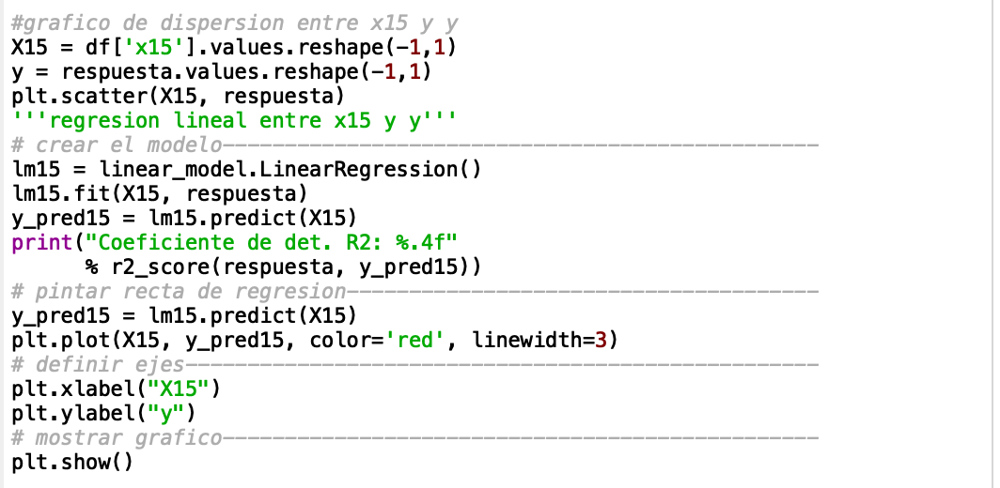 #grafico de dispersion entre x15 y y
X15 = df['x15'].values.reshape(-1,1)
y = respuesta.values.reshape(-1,1)
plt.scatter(X15, respuesta)
'''regresion lineal entre x15 y y'''
# crear el modelo-------------------------------------------------
lm15 = linear_model.LinearRegression()
lm15.fit(X15, respuesta)
y_pred15 = lm15.predict(X15)
print("Coeficiente de det. R2: %.4f"
      % r2_score(respuesta, y_pred15))
# pintar recta de regresion---------------------------------------
y_pred15 = lm15.predict(X15)
plt.plot(X15, y_pred15, color='red', linewidth=3)
# definir ejes----------------------------------------------------
plt.xlabel("X15")
plt.ylabel("y")
# mostrar grafico-------------------------------------------------
plt.show()